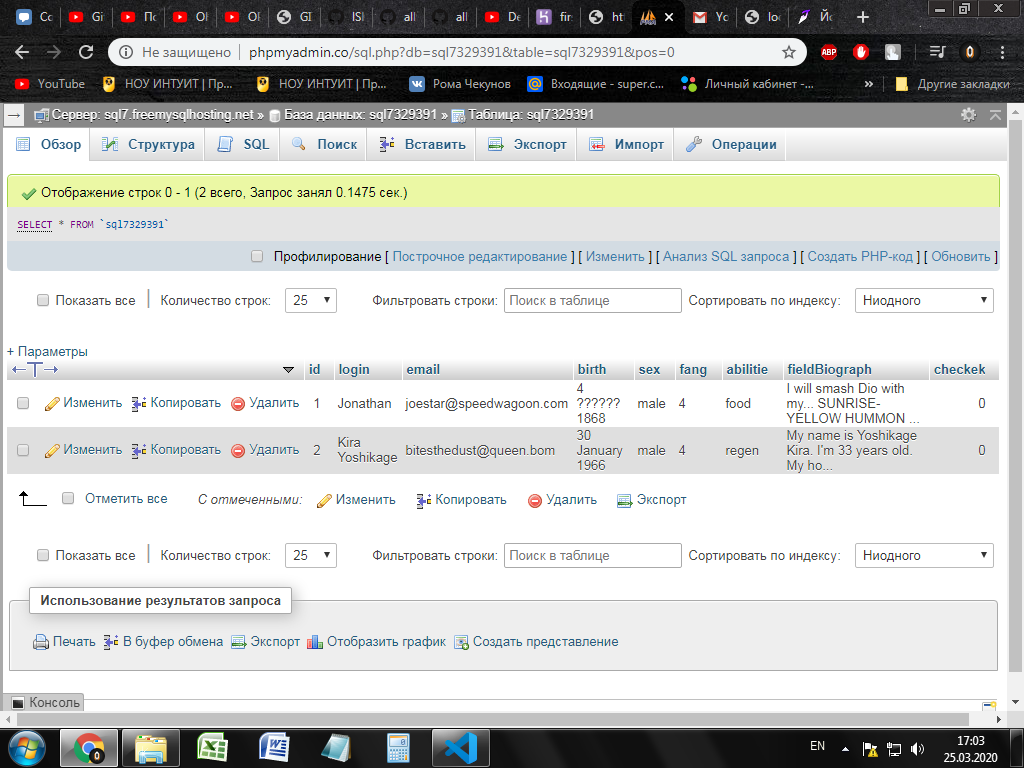 Сс
Gi
По
Ol
Ol
G
ISI
all
all
De
fir
ht
Yc
loc
Йс
Не защищено | phpmyadmin.co/sql.php?db=sql7329391&table=sql7329391&pos=0
ABP
YouTube НОУ ИНТУИТ | Пр... НОУ ИНТУИТ | Пр... Рома Чекунов Входящие - super.c... Личный кабинет -... » Другие закладки
Сервер: sql7.freemysqlhosting.net » База данных: sql7329391 » Таблица: sql7329391
Обзор Структура SQL Поиск Вставить Экспорт Импорт Операции
Отображение строк 0 - 1 (2 всего, Запрос занял 0.1475 сек.)
SELECT * FROM `sql7329391`
Профилирование [ Построчное редактирование ] [ Изменить ] [ Анализ SQL запроса ] [ Создать PHP-код ] [ Обновить ]
Показать все | Количество строк: 25 Фильтровать строки: Поиск в таблице Сортировать по индексу: Ниодного
+ Параметры
←T→ id login email birth sex fang abilitie fieldBiograph checkek
Изменить Копировать Удалить 1 Jonathan joestar@speedwagoon.com 4 ?????? 1868 male 4 food I will smash Dio with my... SUNRISE-YELLOW HUMMON ... 0
Изменить Копировать Удалить 2 Kira Yoshikage bitesthedust@queen.bom 30 January 1966 male 4 regen My name is Yoshikage Kira. I'm 33 years old. My ho... 0
Отметить все С отмеченными: Изменить Копировать Удалить Экспорт
Показать все | Количество строк: 25 Фильтровать строки: Поиск в таблице Сортировать по индексу: Ниодного
Использование результатов запроса
Печать В буфер обмена Экспорт Отобразить график Создать представление
Консоль
EN
17:03
25.03.2020